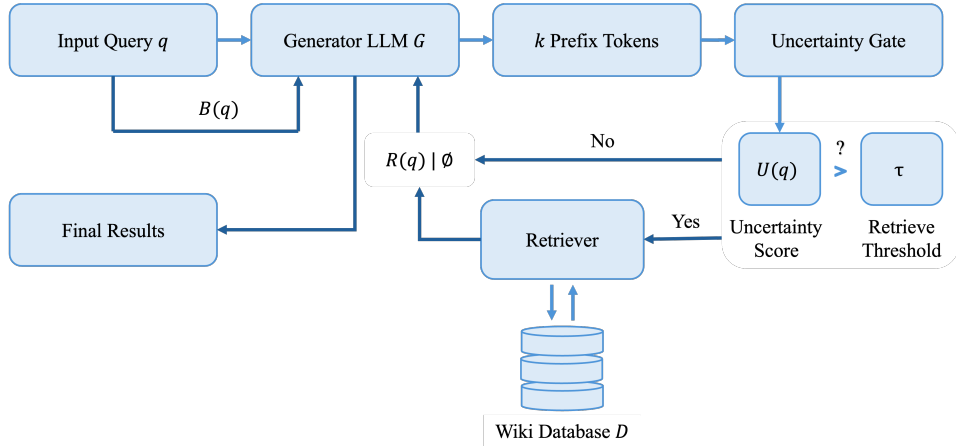 Input Query q
Generator LLM G
k Prefix Tokens
Uncertainty Gate
B(q)
R(q) | ∅
No
?
U(q)
>
τ
Final Results
Retriever
Yes
Uncertainty
Score
Retrieve
Threshold
Wiki Database D